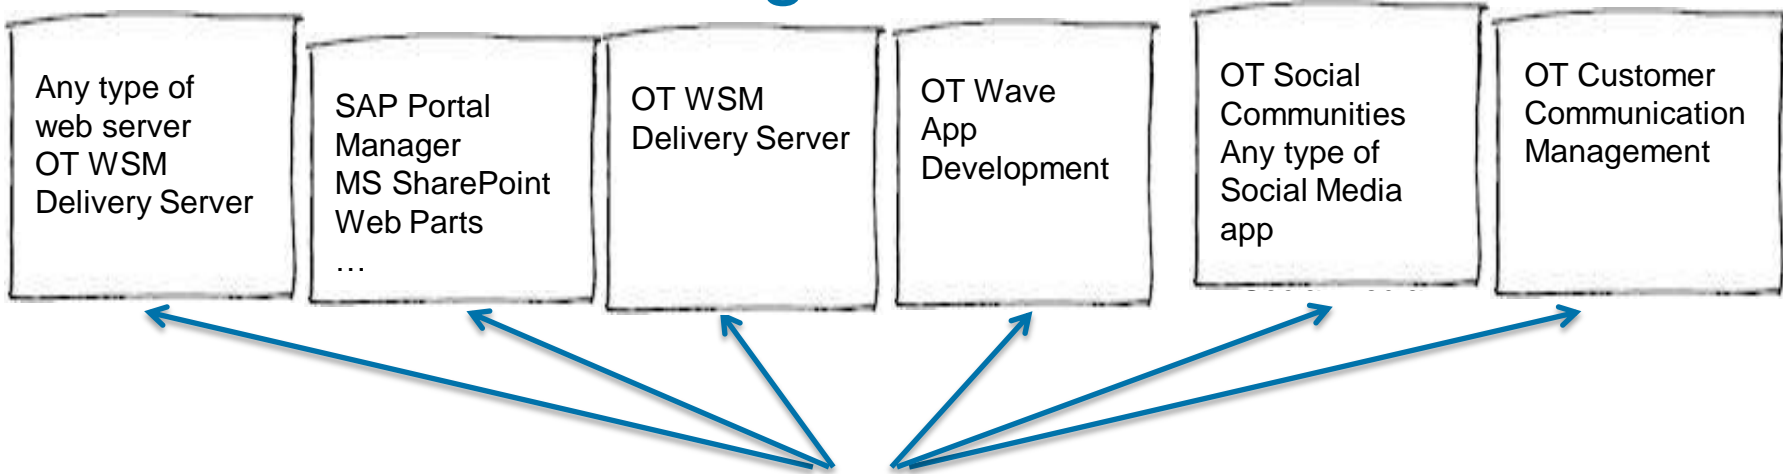 Any type of
web server
OT WSM
Delivery Server
SAP Portal
Manager
MS SharePoint
Web Parts
…
OT WSM
Delivery Server
OT Wave
App
Development
OT Social
Communities
Any type of
Social Media
app
OT Customer
Communication
Management